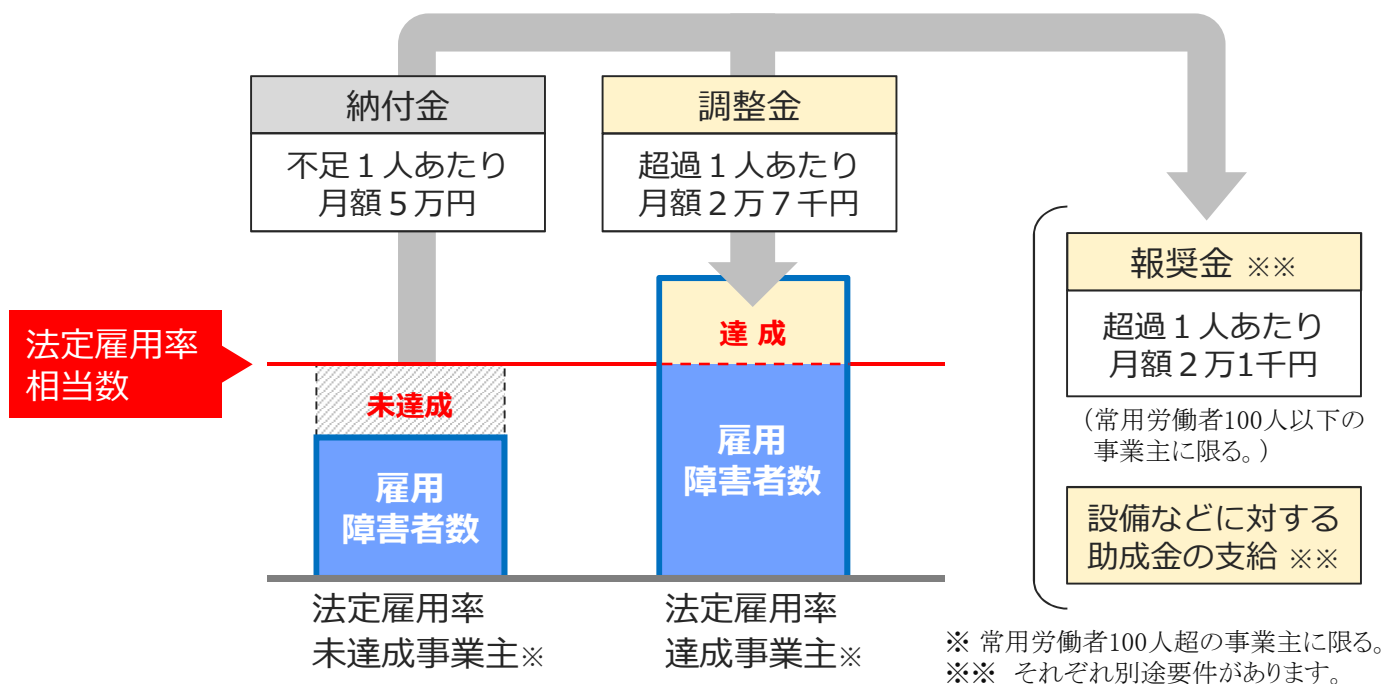 納付金
不足１人あたり
月額５万円
調整金
超過１人あたり
月額２万７千円
報奨金 ※※
超過１人あたり
月額２万1千円
（常用労働者100人以下の
事業主に限る。）
設備などに対する
助成金の支給 ※※
法定雇用率
相当数
未達成
雇用
障害者数
達 成
雇用
障害者数
法定雇用率
未達成事業主※
法定雇用率
達成事業主※
※ 常用労働者100人超の事業主に限る。
※※ それぞれ別途要件があります。